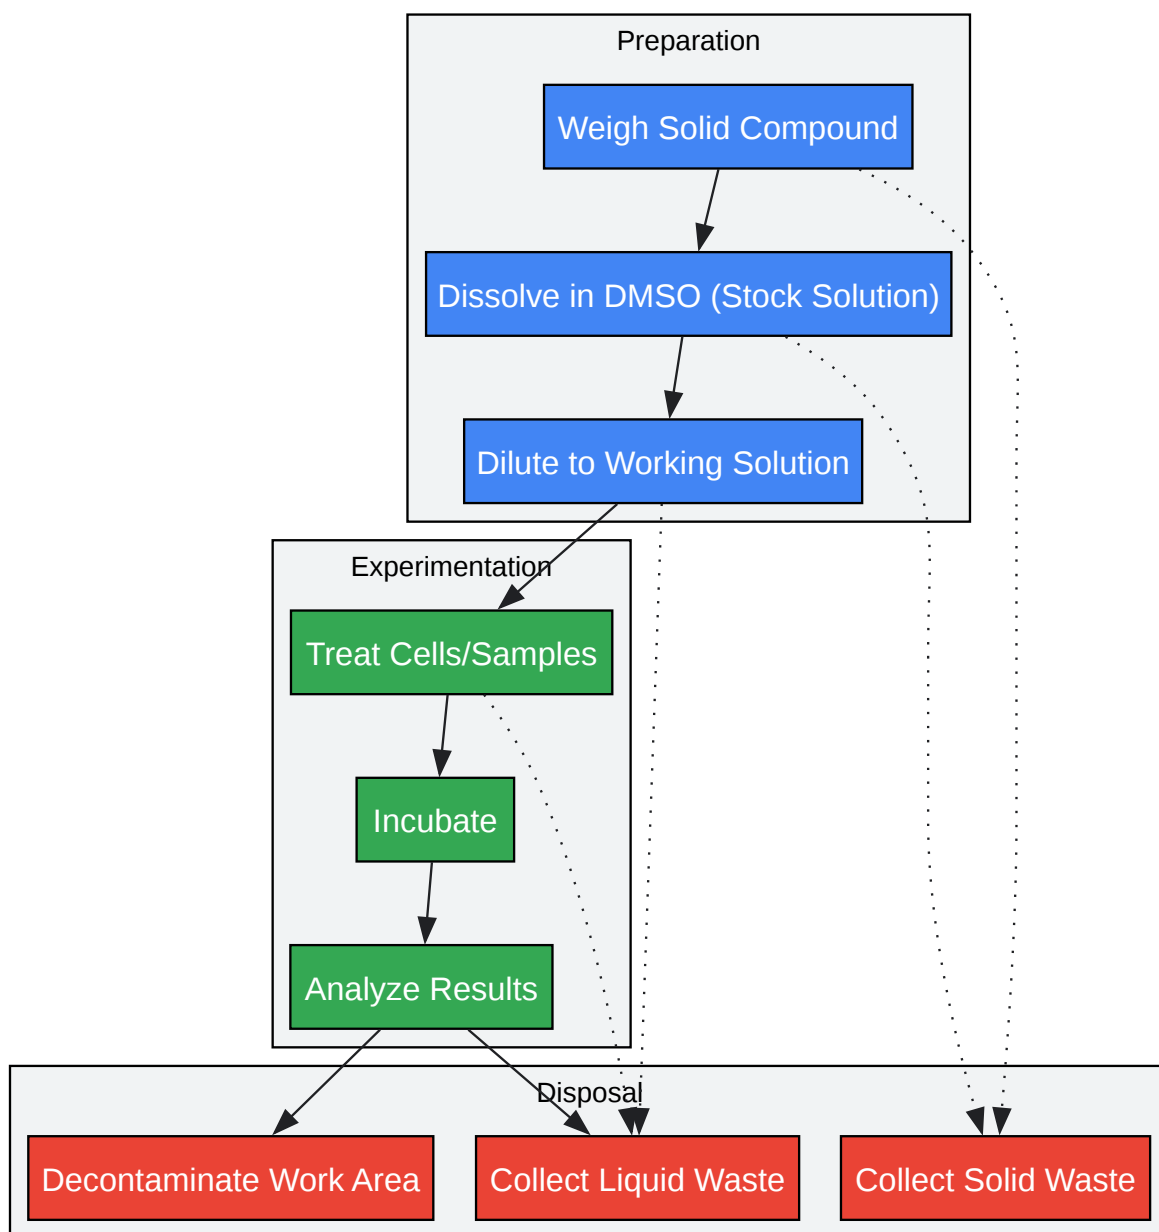 Preparation
Weigh Solid Compound
Dissolve in DMSO (Stock Solution)
Dilute to Working Solution
Experimentation
Treat Cells/Samples
Incubate
Analyze Results
Disposal
Decontaminate Work Area
Collect Liquid Waste
Collect Solid Waste